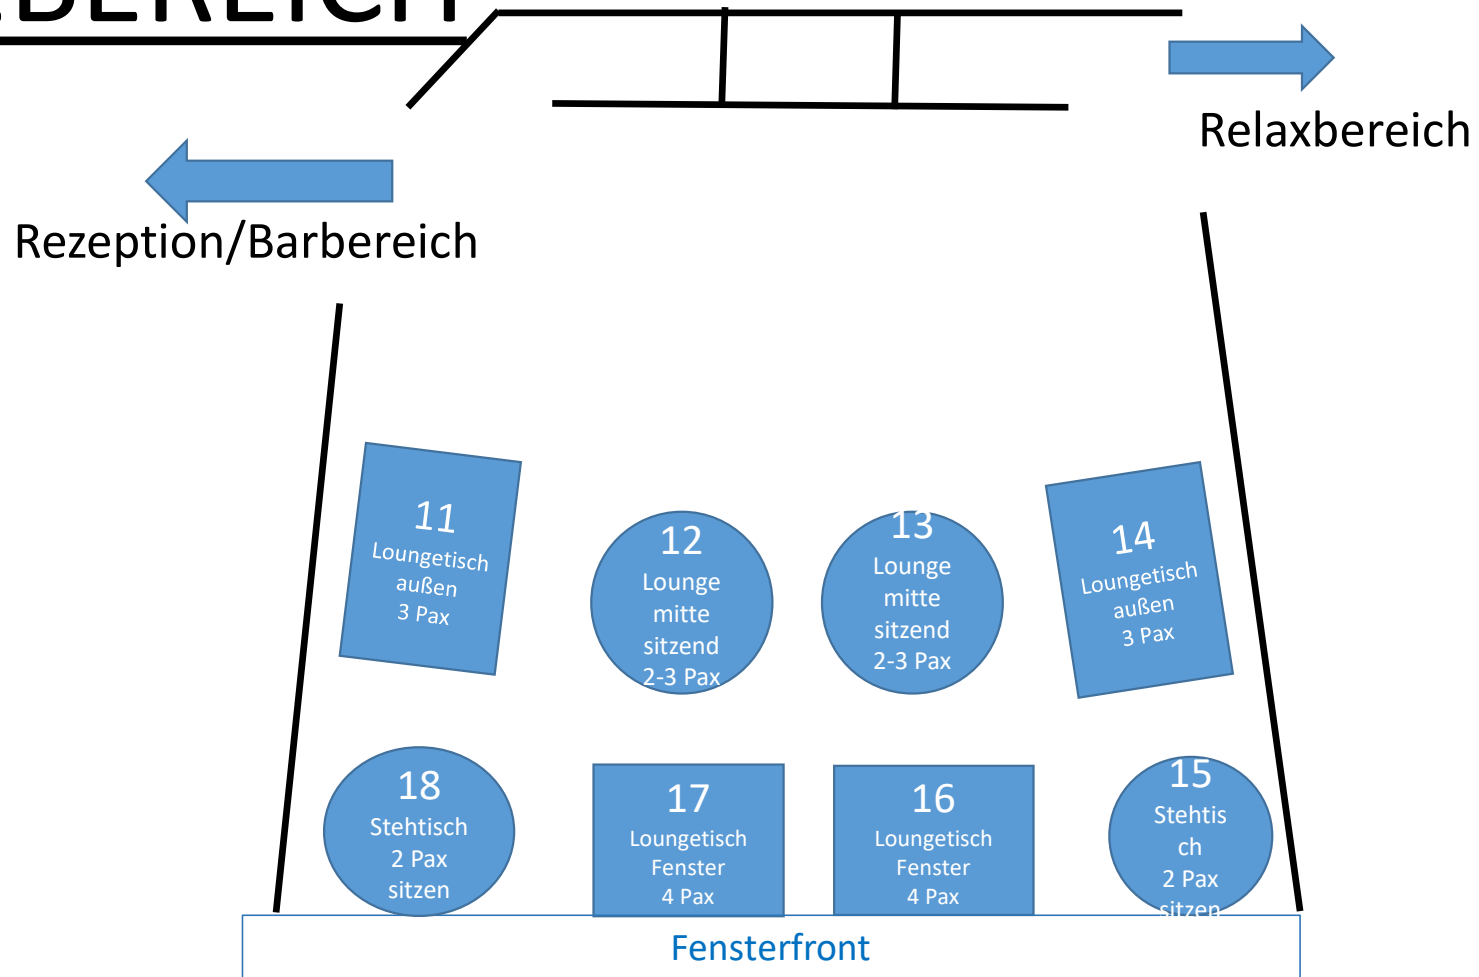 BEREICH
Relaxbereich
Rezeption/Barbereich
11
Loungetisch
außen
3 Pax
12
Lounge
mitte
sitzend
2-3 Pax
13
Lounge
mitte
sitzend
2-3 Pax
14
Loungetisch
außen
3 Pax
18
Stehtisch
2 Pax
sitzen
17
Loungetisch
Fenster
4 Pax
16
Loungetisch
Fenster
4 Pax
15
Stehtis
ch
2 Pax
sitzen
Fensterfront